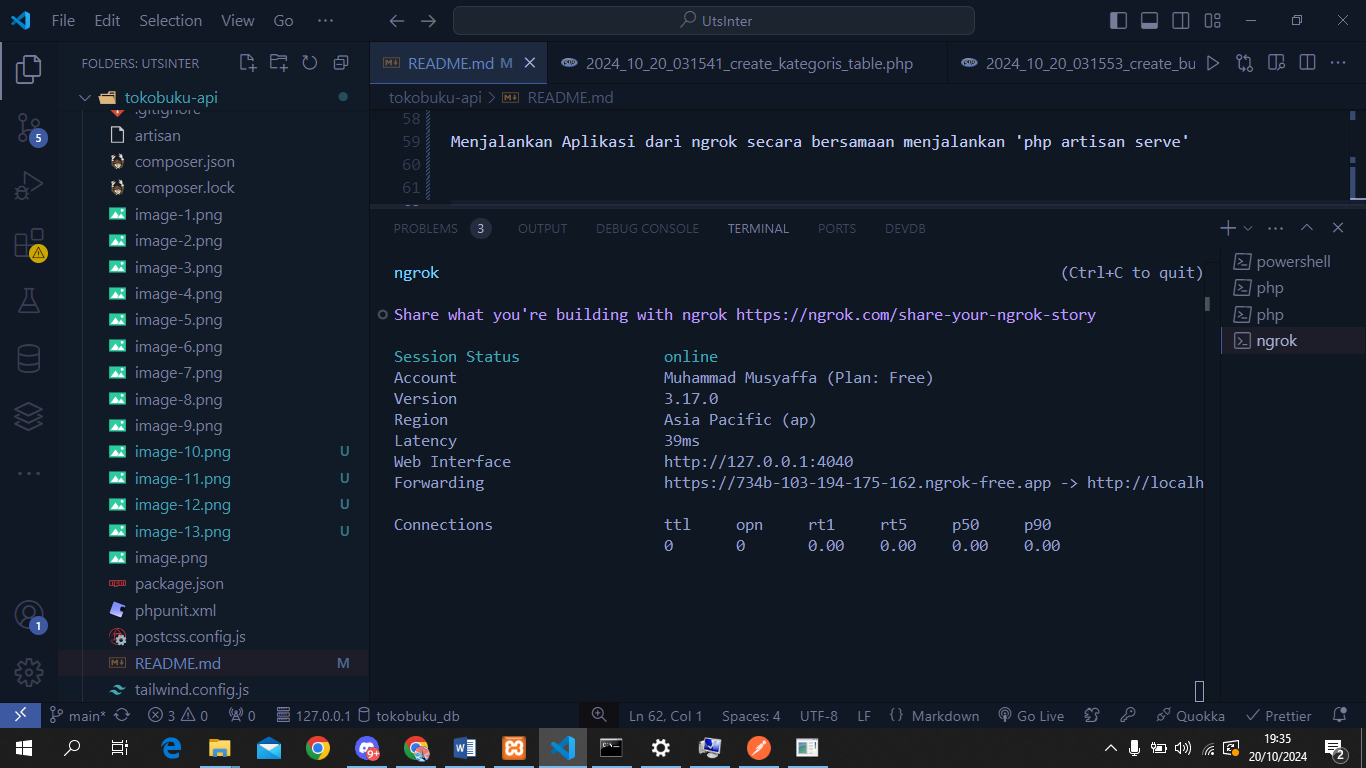 File Edit Selection View Go ··· UtsInter
FOLDERS: UTSINTER
README.md M
2024_10_20_031541_create_kategoris_table.php
2024_10_20_031553_create_bu
tokobuku-api
tokobuku-api > README.md
.gitignore
artisan
composer.json
composer.lock
image-1.png
image-2.png
image-3.png
image-4.png
image-5.png
image-6.png
image-7.png
image-8.png
image-9.png
image-10.png U
image-11.png U
image-12.png U
image-13.png U
image.png
package.json
phpunit.xml
postcss.config.js
README.md M
tailwind.config.js
5
1
58
59 Menjalankan Aplikasi dari ngrok secara bersamaan menjalankan 'php artisan serve'
60
61
PROBLEMS 3 OUTPUT DEBUG CONSOLE TERMINAL PORTS DEVDB
ngrok (Ctrl+C to quit)
Share what you're building with ngrok https://ngrok.com/share-your-ngrok-story
Session Status online
Account Muhammad Musyaffa (Plan: Free)
Version 3.17.0
Region Asia Pacific (ap)
Latency 39ms
Web Interface http://127.0.0.1:4040
Forwarding https://734b-103-194-175-162.ngrok-free.app -> http://localh
Connections ttl opn rt1 rt5 p50 p90
0 0 0.00 0.00 0.00 0.00
powershell
php
php
ngrok
main* 3 0 0 127.0.0.1 tokobuku_db Ln 62, Col 1 Spaces: 4 UTF-8 LF {} Markdown Go Live Quokka Prettier
9+
19:35
20/10/2024
2